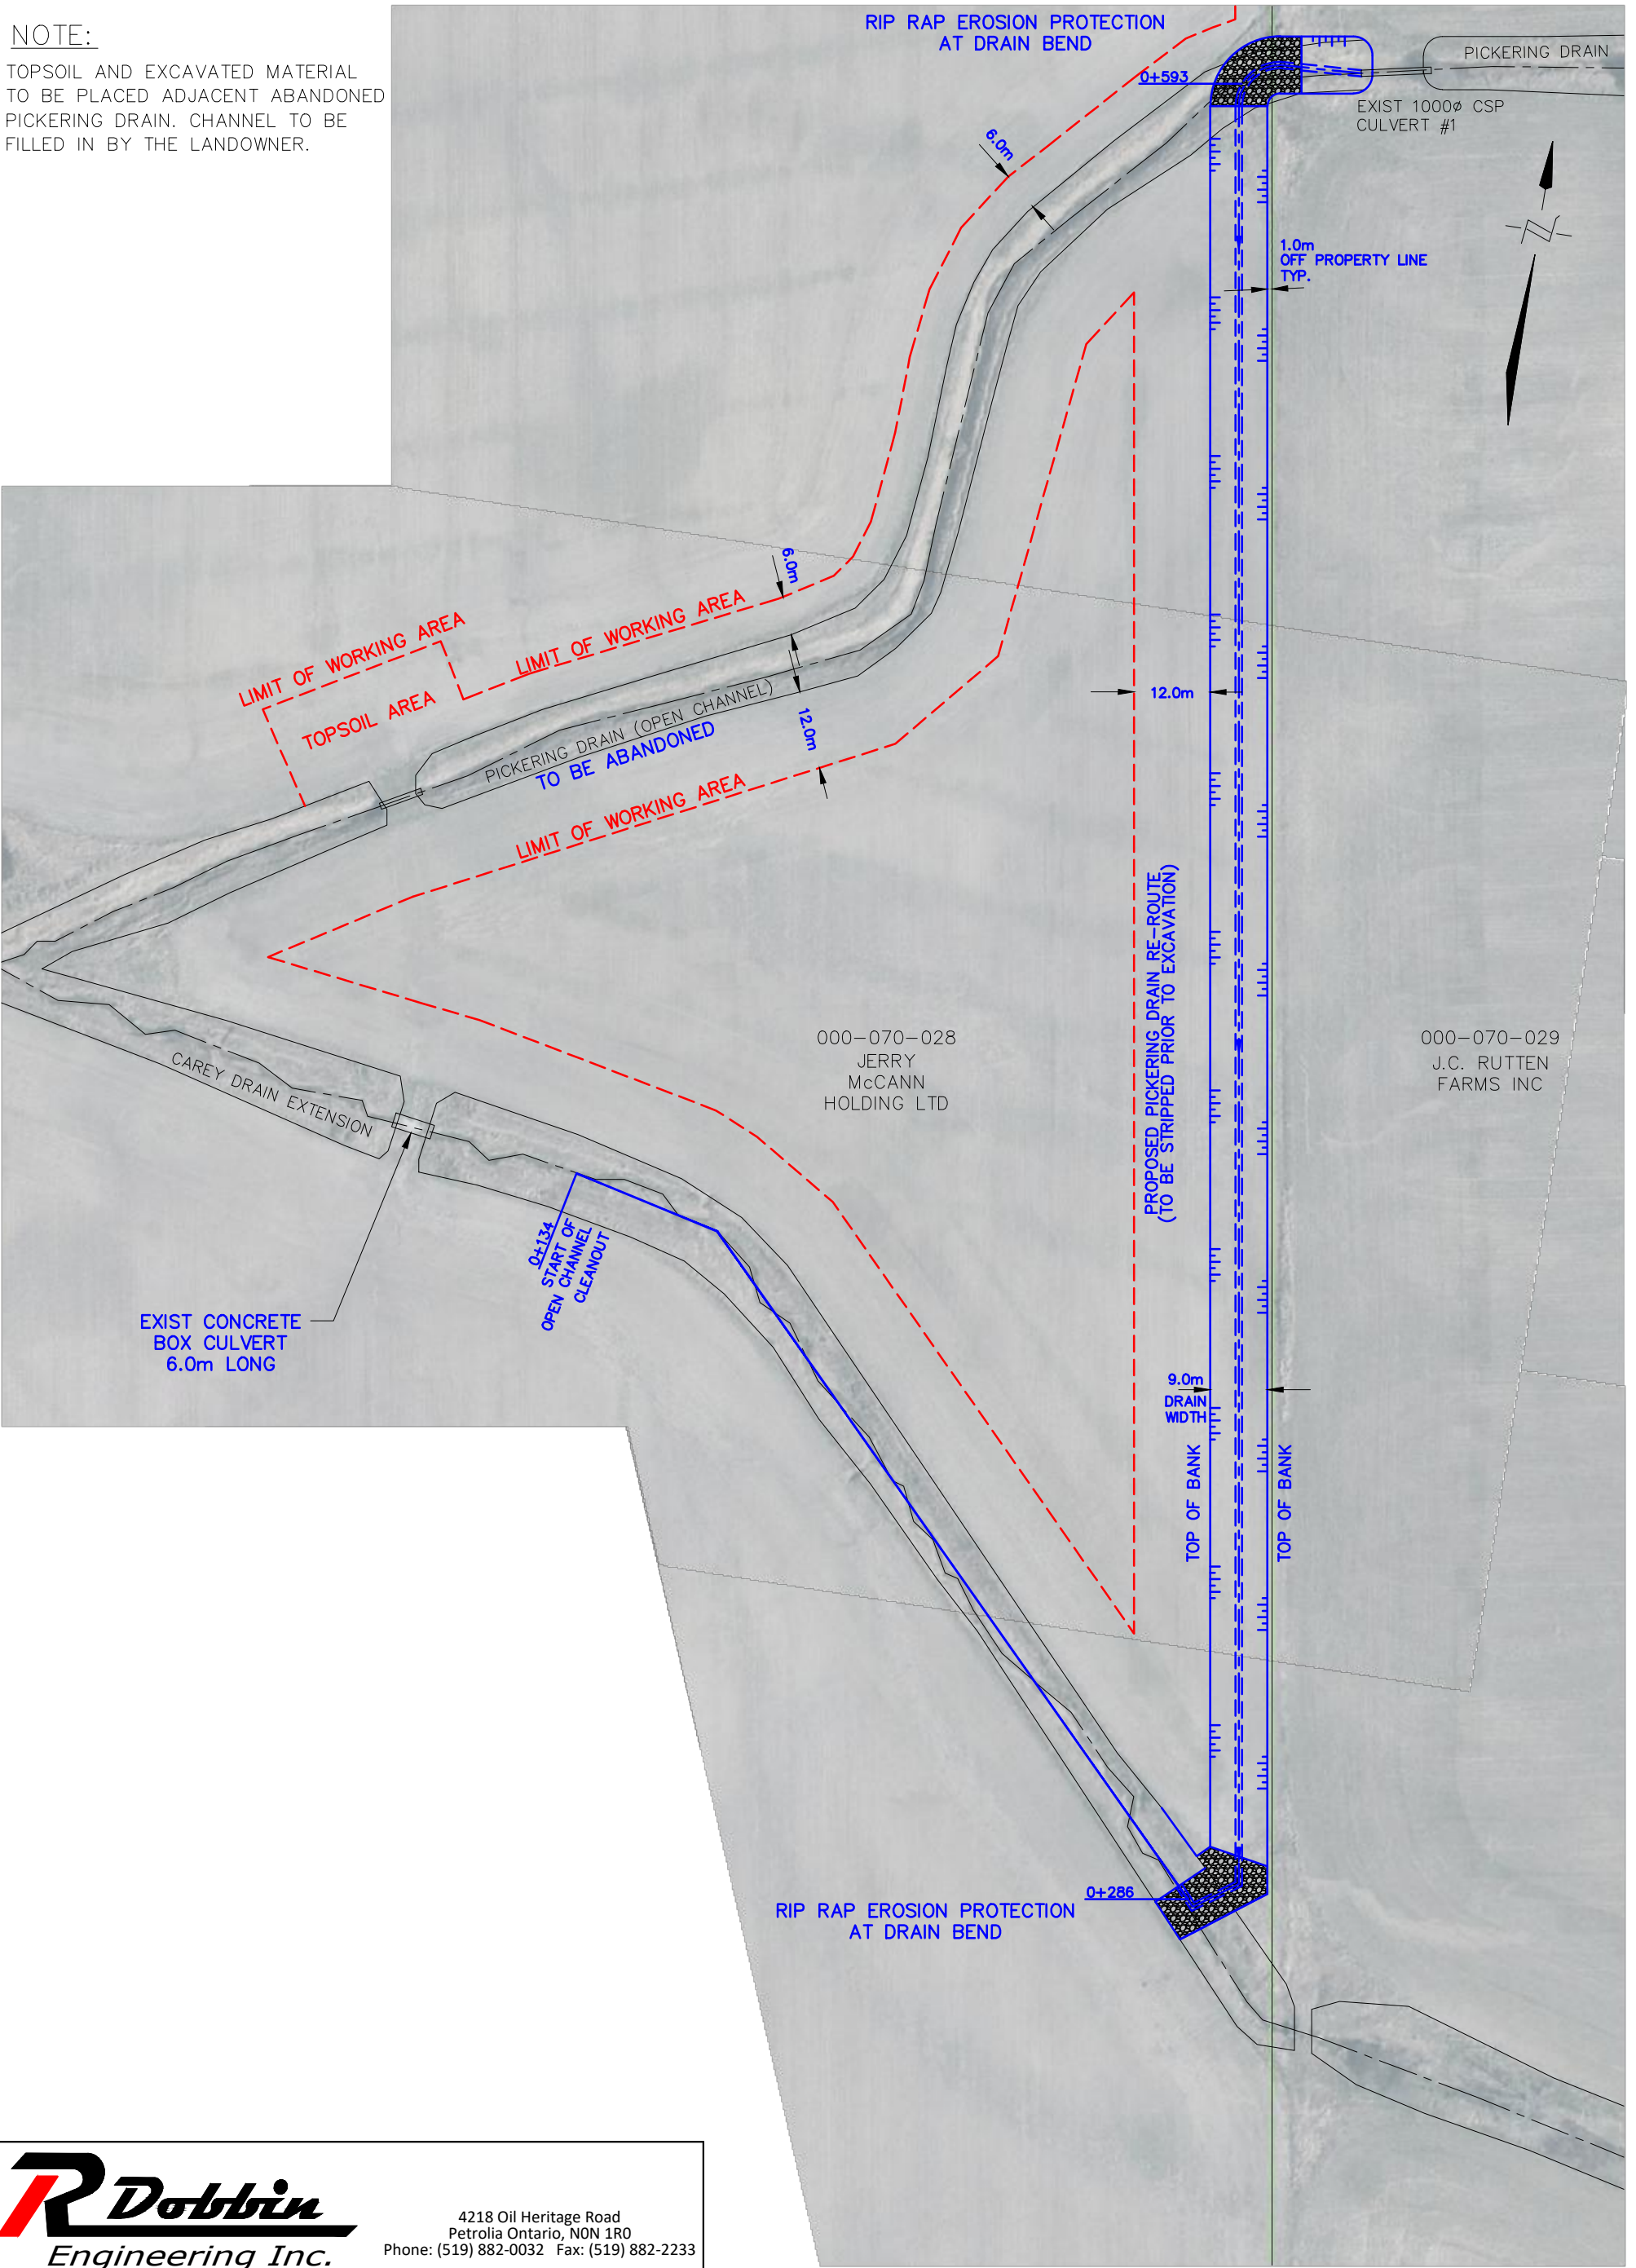 NOTE:
TOPSOIL AND EXCAVATED MATERIAL
TO BE PLACED ADJACENT ABANDONED
PICKERING DRAIN. CHANNEL TO BE
FILLED IN BY THE LANDOWNER.
RIP RAP EROSION PROTECTION
AT DRAIN BEND
0+593
PICKERING DRAIN
EXIST 1000ø CSP
CULVERT #1
6.0m
N
1.0m
OFF PROPERTY LINE
TYP.
6.0m
LIMIT OF WORKING AREA
LIMIT OF WORKING AREA
TOPSOIL AREA
12.0m
PICKERING DRAIN (OPEN CHANNEL)
TO BE ABANDONED
12.0m
LIMIT OF WORKING AREA
PROPOSED PICKERING DRAIN RE-ROUTE
(TO BE STRIPPED PRIOR TO EXCAVATION)
000-070-028
JERRY
McCANN
HOLDING LTD
000-070-029
J.C. RUTTEN
FARMS INC
CAREY DRAIN EXTENSION
0+134
START OF
OPEN CHANNEL
CLEANOUT
EXIST CONCRETE
BOX CULVERT
6.0m LONG
9.0m
DRAIN
WIDTH
TOP OF BANK
TOP OF BANK
0+286
RIP RAP EROSION PROTECTION
AT DRAIN BEND
R Dobbin
Engineering Inc.
4218 Oil Heritage Road
Petrolia Ontario, N0N 1R0
Phone: (519) 882-0032 Fax: (519) 882-2233